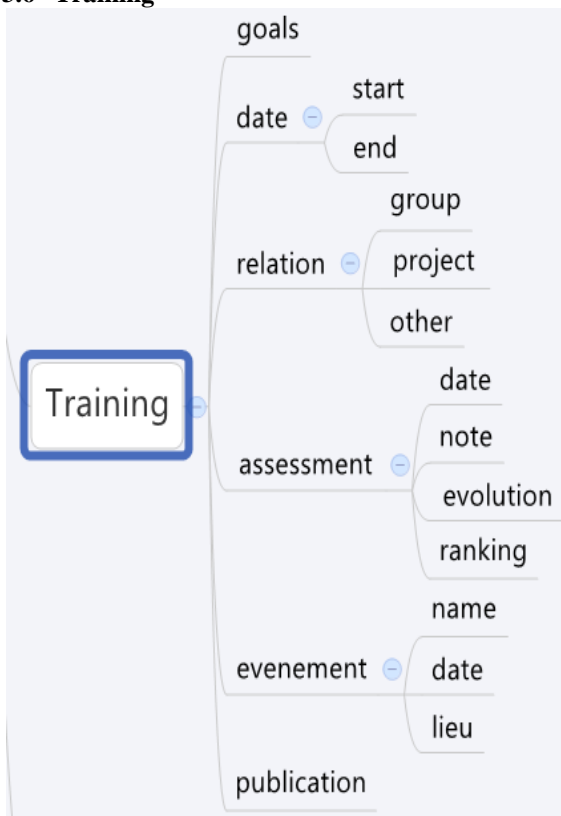 Training
goals
date
start
end
relation
group
project
other
assessment
date
note
evolution
ranking
evenement
name
date
lieu
publication